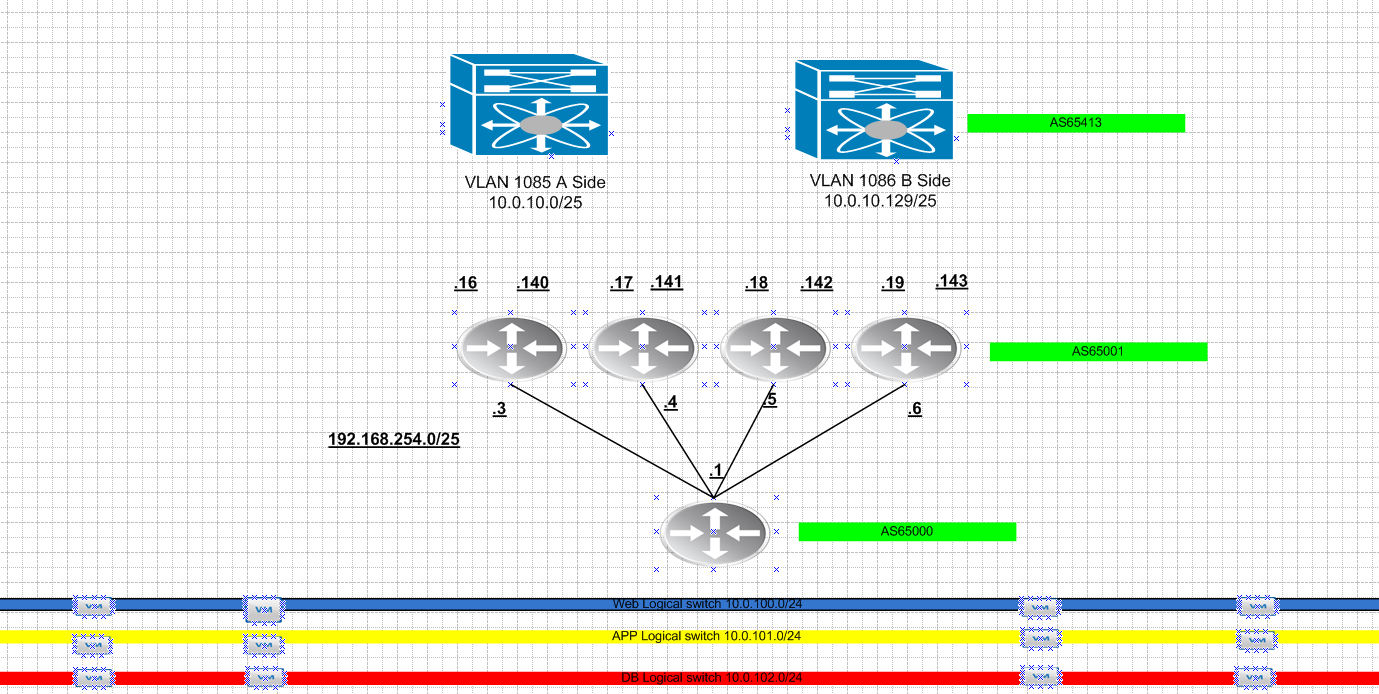 AS65413
VLAN 1085 A Side
10.0.10.0/25
VLAN 1086 B Side
10.0.10.129/25
.16
.140
.17
.141
.18
.142
.19
.143
AS65001
.3
.4
.5
.6
192.168.254.0/25
.1
AS65000
Web Logical switch 10.0.100.0/24
APP Logical switch 10.0.101.0/24
DB Logical switch 10.0.102.0/24
VM
VM
VM
VM
VM
VM
VM
VM
VM
VM
VM
VM